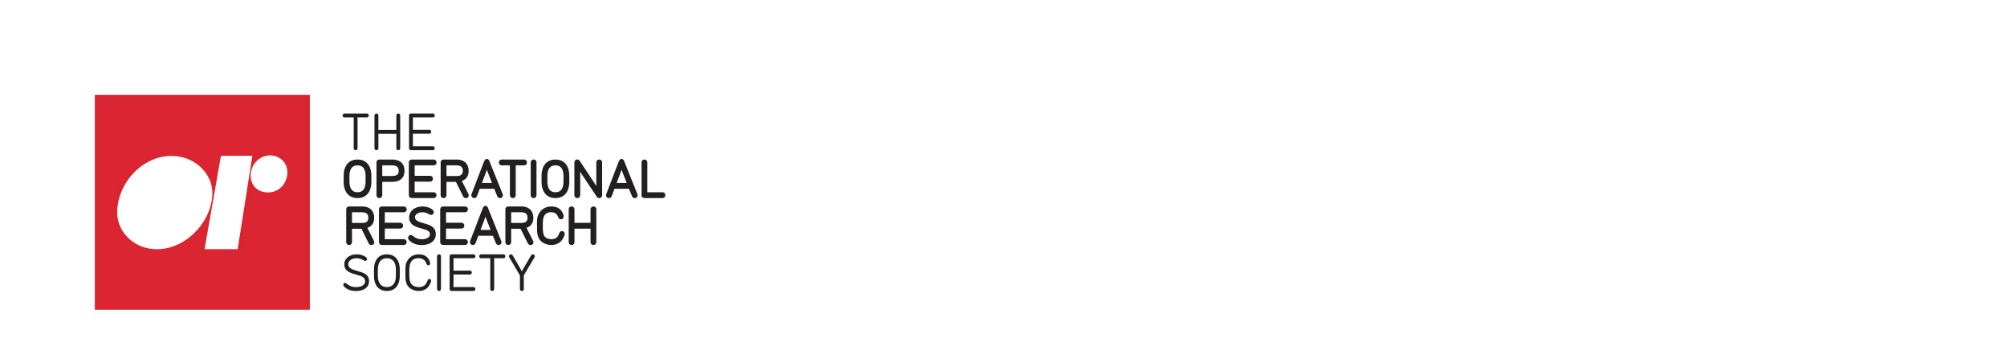 or
THE
OPERATIONAL
RESEARCH
SOCIETY